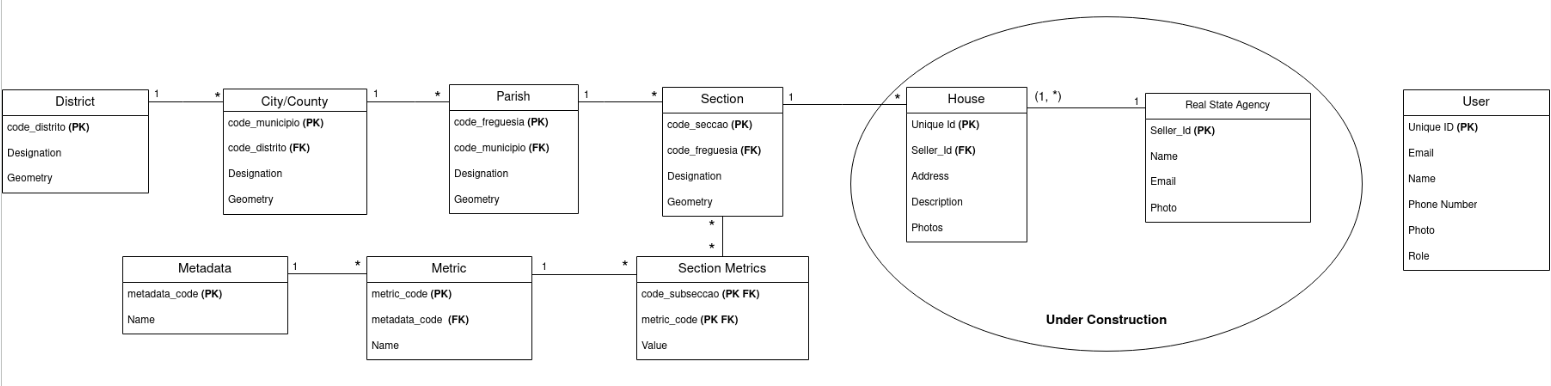 District
code_distrito (PK)
Designation
Geometry
1
*
City/County
code_municipio (PK)
code_distrito (FK)
Designation
Geometry
1
*
Parish
code_freguesia (PK)
code_municipio (FK)
Designation
Geometry
1
*
Section
code_seccao (PK)
code_freguesia (FK)
Designation
Geometry
1
*
House
Unique Id (PK)
Seller_Id (FK)
Address
Description
Photos
(1, *)
1
Real State Agency
Seller_Id (PK)
Name
Email
Photo
Under Construction
User
Unique ID (PK)
Email
Name
Phone Number
Photo
Role
*
*
Metadata
metadata_code (PK)
Name
1
*
Metric
metric_code (PK)
metadata_code (FK)
Name
1
*
Section Metrics
code_subseccao (PK FK)
metric_code (PK FK)
Value